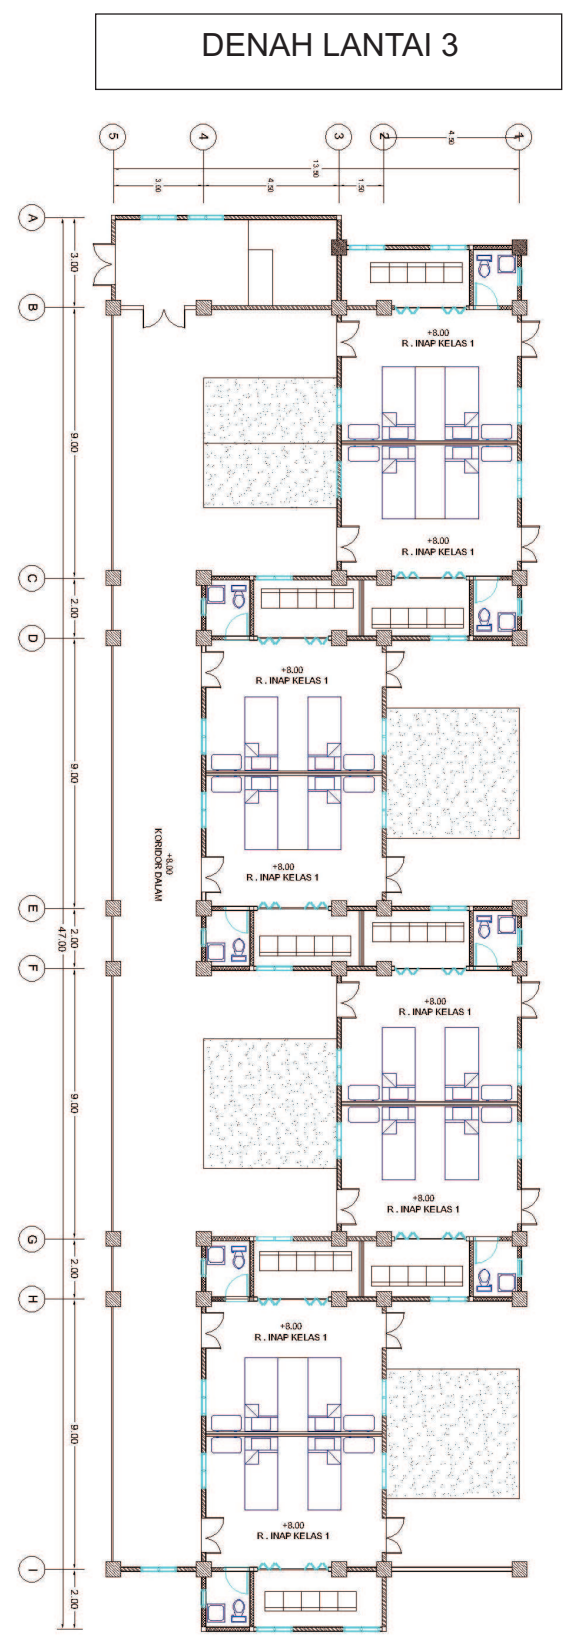 DENAH LANTAI 3
5
4
3
2
1
4.50
13.50
3.00
4.50
1.50
A
3.00
B
+8.00
R . INAP KELAS 1
9.00
+8.00
R . INAP KELAS 1
C
2.00
D
+8.00
R . INAP KELAS 1
9.00
+8.00
KORIDOR DALAM
+8.00
R . INAP KELAS 1
E
47.00
2.00
F
+8.00
R . INAP KELAS 1
9.00
+8.00
R . INAP KELAS 1
G
2.00
H
+8.00
R . INAP KELAS 1
9.00
+8.00
R . INAP KELAS 1
I
2.00